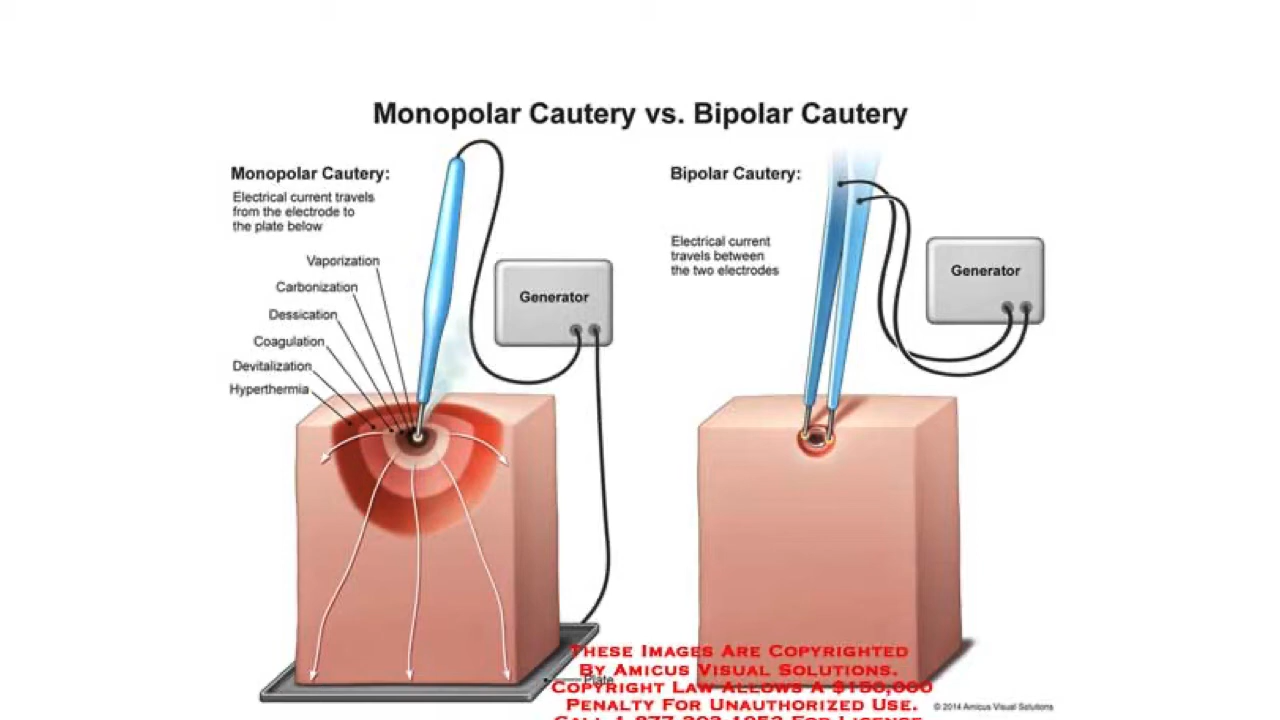 Monopolar Cautery vs. Bipolar Cautery
Monopolar Cautery:
Electrical current travels
from the electrode to
the plate below
Vaporization
Carbonization
Dessication
Coagulation
Devitalization
Hyperthermia
Generator
Plate
Bipolar Cautery:
Electrical current
travels between
the two electrodes
Generator
These Images Are Copyrighted
By Amicus Visual Solutions.
Copyright Law Allows A $150,000
Penalty For Unauthorized Use.
© 2014 Amicus Visual Solutions